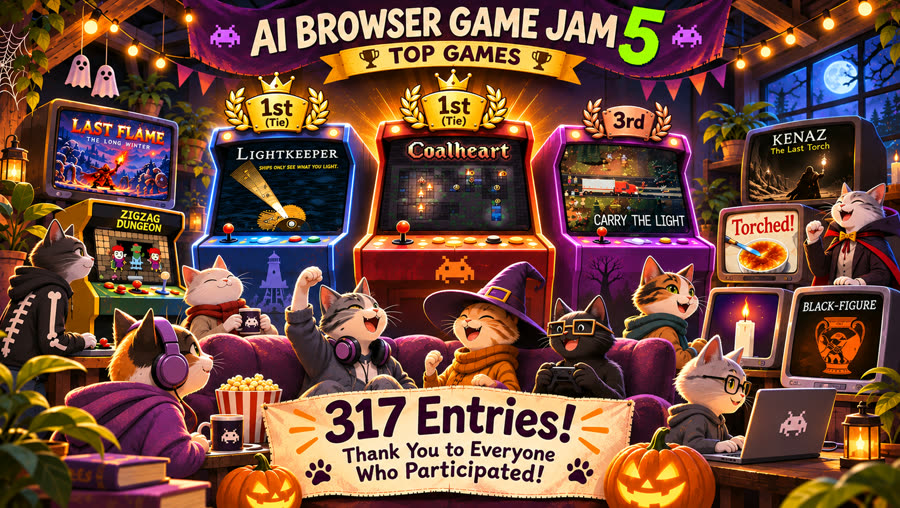 AI BROWSER GAME JAM 5
TOP GAMES
1st
(Tie)
1st
(Tie)
3rd
LAST FLAME
THE LONG WINTER
LIGHTKEEPER
SHIPS ONLY SEE WHAT YOU LIGHT.
Coalheart
CARRY THE LIGHT
KENAZ
The Last Torch
ZIGZAG
DUNGEON
Torched!
BLACK-FIGURE
317 Entries!
Thank You to Everyone
Who Participated!